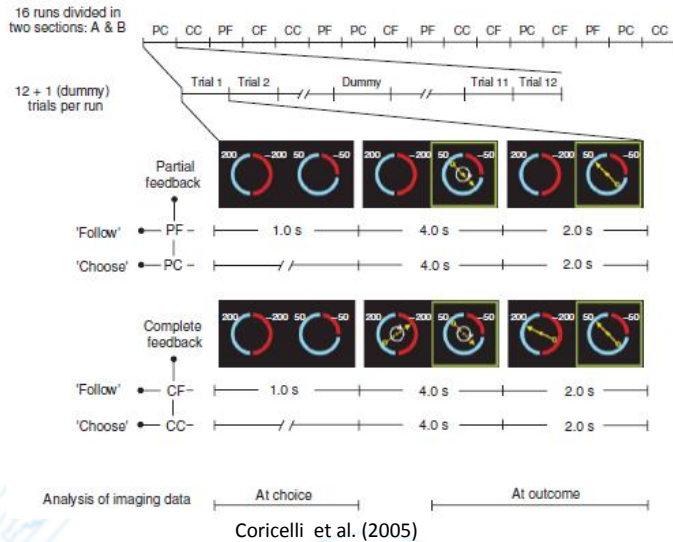 16 runs divided in
two sections: A & B
PC CC PF CF CC PF PC CF PF CC CF PC CF PF PC CC
12 + 1 (dummy)
trials per run
Trial 1 Trial 2 Dummy Trial 11 Trial 12
Partial
feedback
200 -200 50 -50 200 -200 50 -50 200 -200 50 -50
'Follow' PF 1.0 s 4.0 s 2.0 s
'Choose' PC 4.0 s 2.0 s
Complete
feedback
200 -200 50 -50 200 -200 50 -50 200 -200 50 -50
'Follow' CF 1.0 s 4.0 s 2.0 s
'Choose' CC 4.0 s 2.0 s
Analysis of imaging data At choice At outcome
Coricelli et al. (2005)